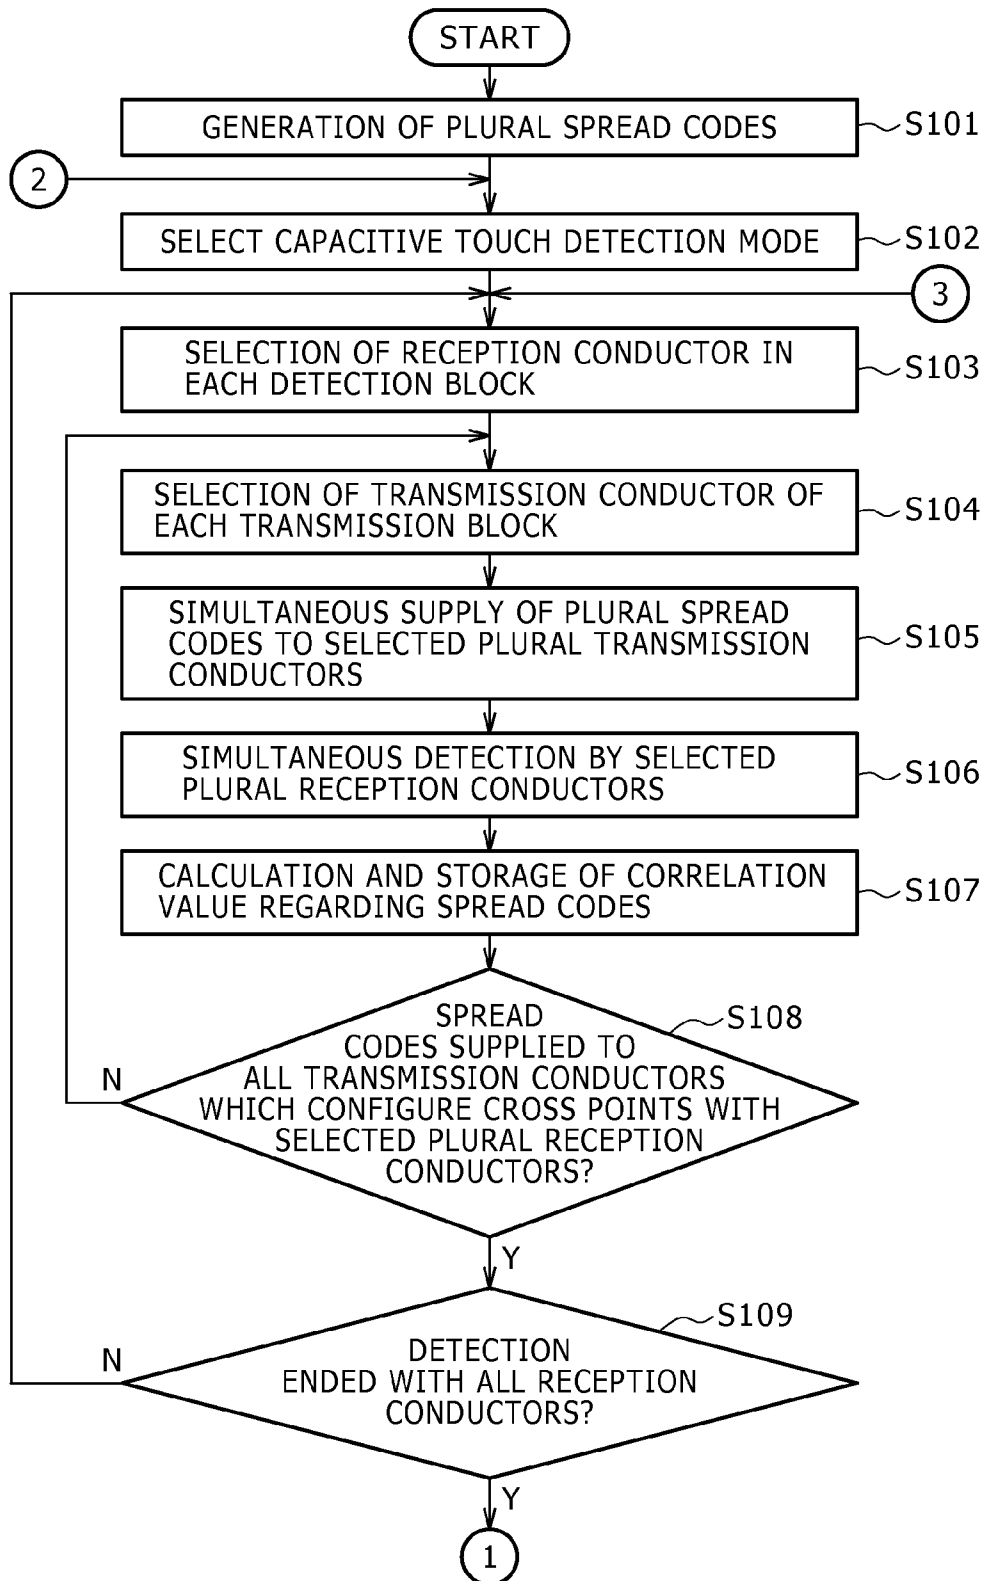 START
GENERATION OF PLURAL SPREAD CODES
S101
2
SELECT CAPACITIVE TOUCH DETECTION MODE
S102
3
SELECTION OF RECEPTION CONDUCTOR IN
EACH DETECTION BLOCK
S103
SELECTION OF TRANSMISSION CONDUCTOR OF
EACH TRANSMISSION BLOCK
S104
SIMULTANEOUS SUPPLY OF PLURAL SPREAD
CODES TO SELECTED PLURAL TRANSMISSION
CONDUCTORS
S105
SIMULTANEOUS DETECTION BY SELECTED
PLURAL RECEPTION CONDUCTORS
S106
CALCULATION AND STORAGE OF CORRELATION
VALUE REGARDING SPREAD CODES
S107
SPREAD
CODES SUPPLIED TO
ALL TRANSMISSION CONDUCTORS
WHICH CONFIGURE CROSS POINTS WITH
SELECTED PLURAL RECEPTION
CONDUCTORS?
S108
N
Y
DETECTION
ENDED WITH ALL RECEPTION
CONDUCTORS?
S109
N
Y
1